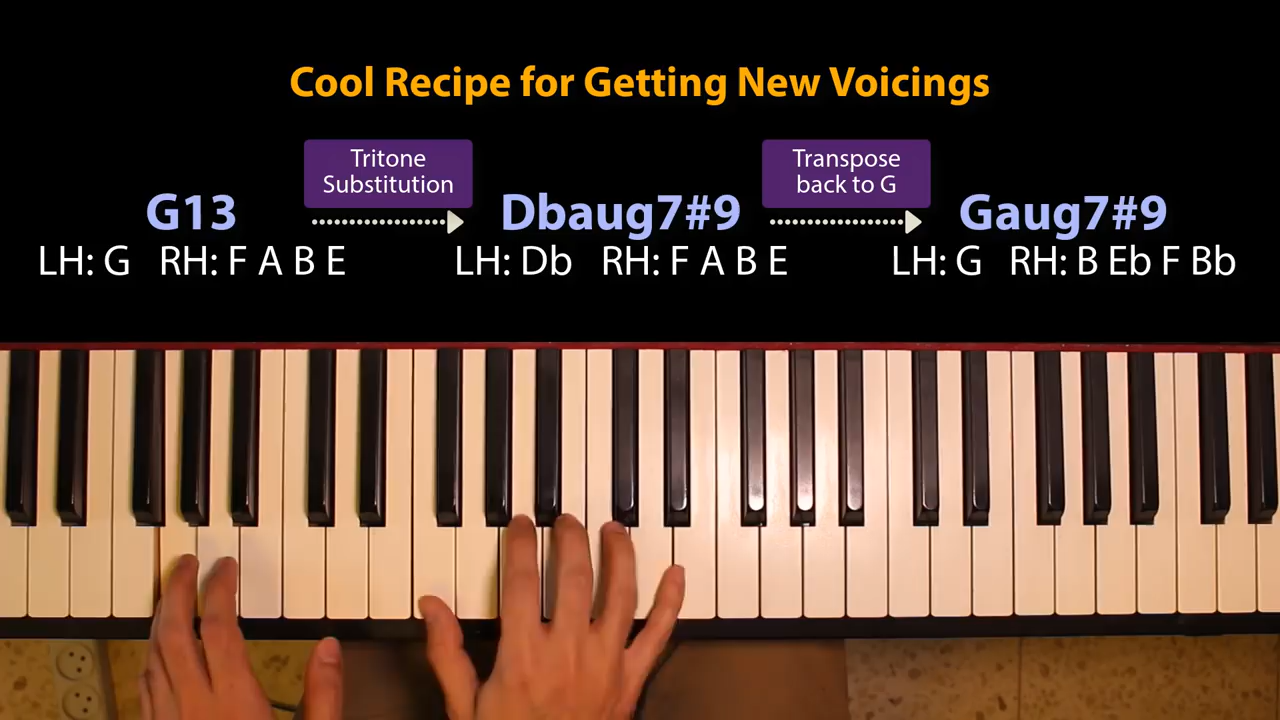 Cool Recipe for Getting New Voicings
Tritone
Substitution
Transpose
back to G
G13
Dbaug7#9
Gaug7#9
LH: G RH: F A B E
LH: Db RH: F A B E
LH: G RH: B Eb F Bb